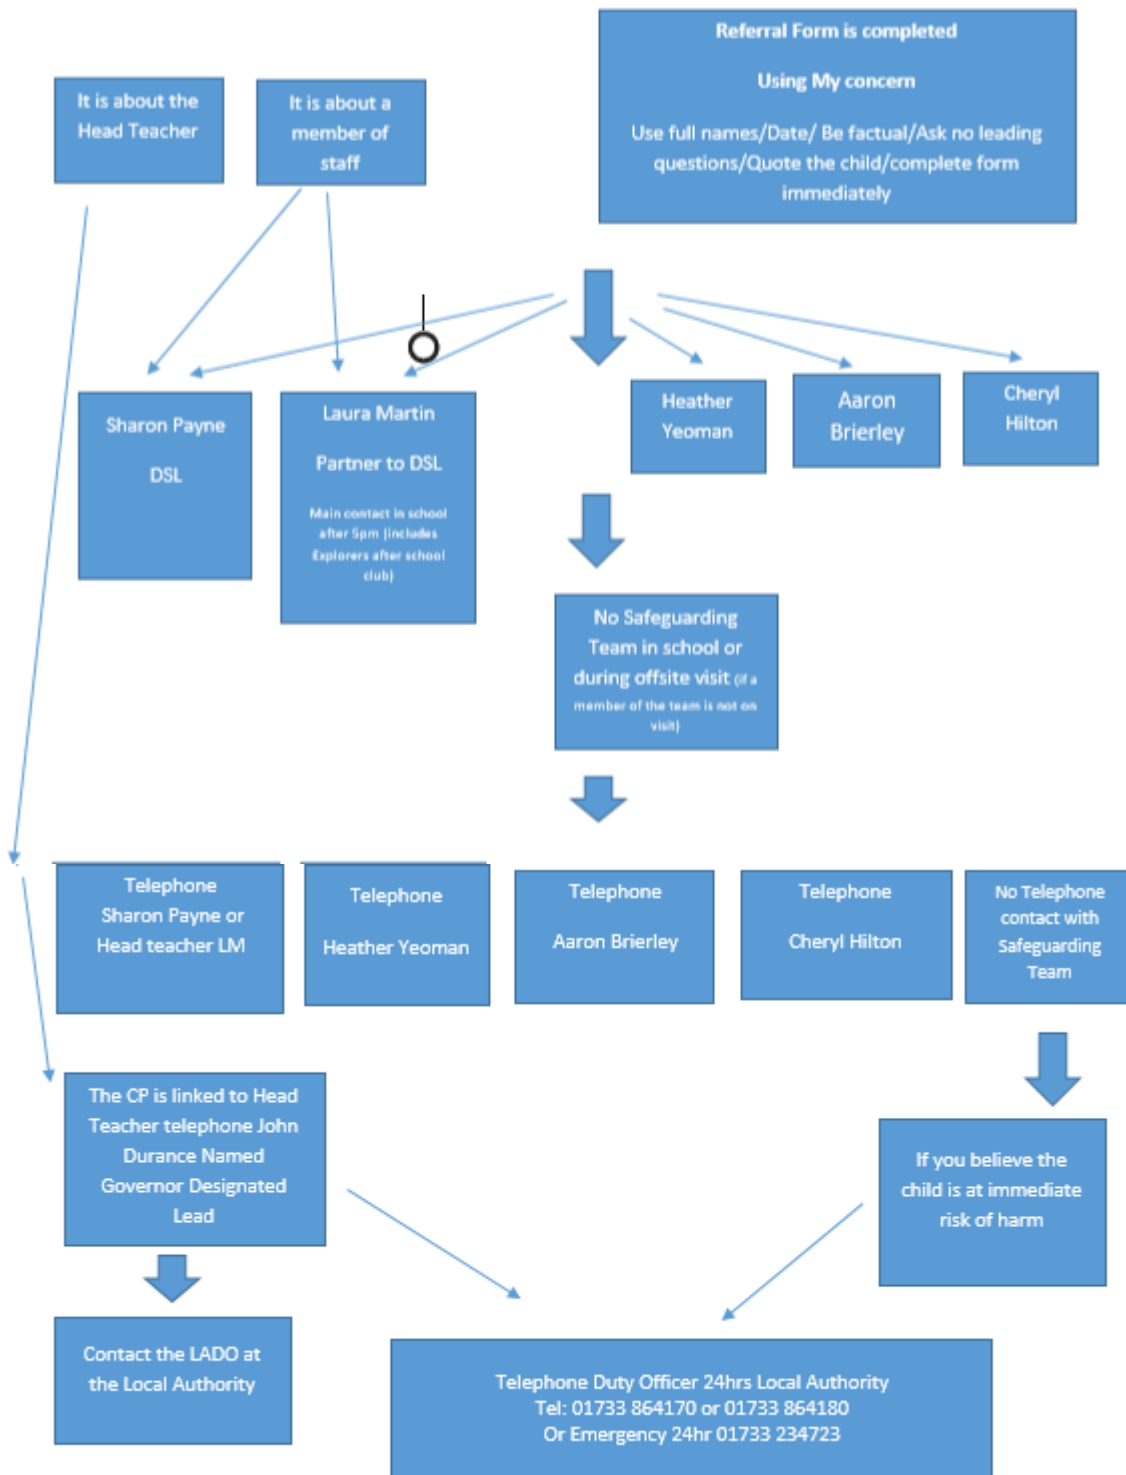 Referral Form is completed
Using My concern
Use full names/Date/ Be factual/Ask no leading
questions/Quote the child/complete form
immediately
It is about the
Head Teacher
It is about a
member of
staff
Sharon Payne
DSL
Laura Martin
Partner to DSL
Main contact in school
after 5pm (includes
Explorers after school
club)
Heather
Yeoman
Aaron
Brierley
Cheryl
Hilton
No Safeguarding
Team in school or
during offsite visit (if a
member of the team is not on
visit)
Telephone
Sharon Payne or
Head teacher LM
Telephone
Heather Yeoman
Telephone
Aaron Brierley
Telephone
Cheryl Hilton
No Telephone
contact with
Safeguarding
Team
The CP is linked to Head
Teacher telephone John
Durance Named
Governor Designated
Lead
If you believe the
child is at immediate
risk of harm
Contact the LADO at
the Local Authority
Telephone Duty Officer 24hrs Local Authority
Tel: 01733 864170 or 01733 864180
Or Emergency 24hr 01733 234723